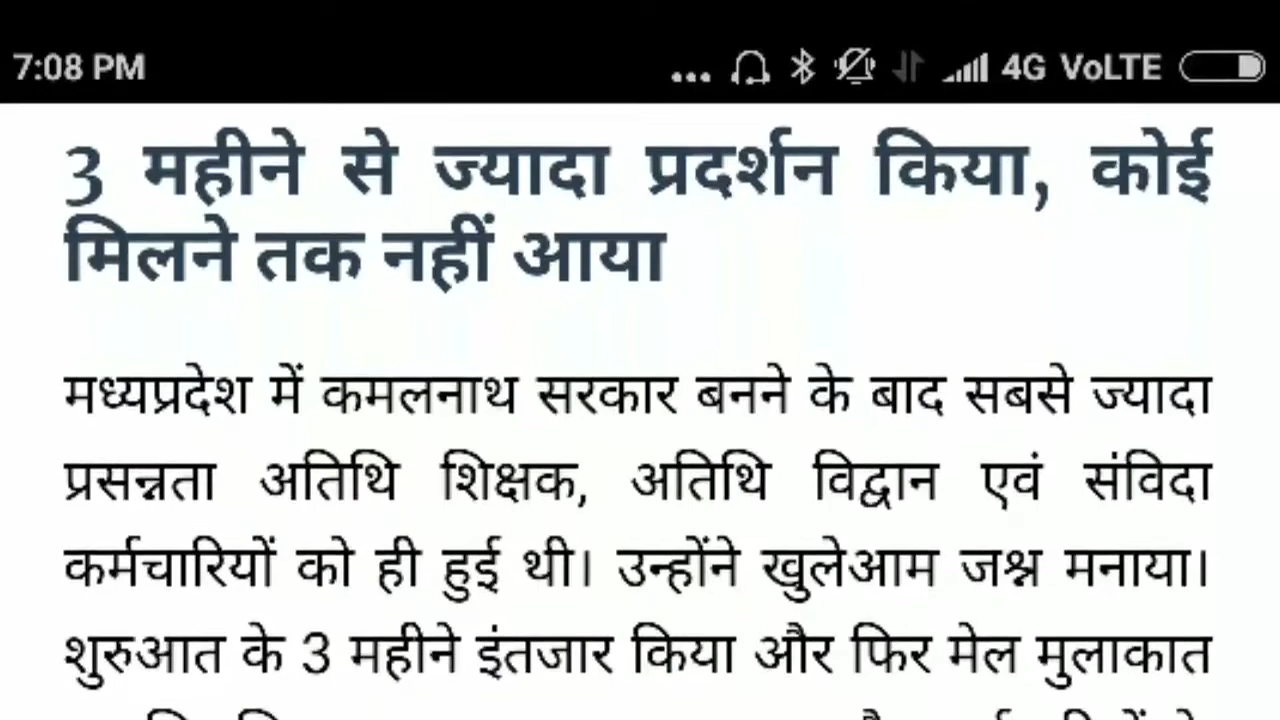 7:08 PM
... 4G VoLTE
3 महीने से ज्यादा प्रदर्शन किया, कोई
मिलने तक नहीं आया
मध्यप्रदेश में कमलनाथ सरकार बनने के बाद सबसे ज्यादा
प्रसन्नता अतिथि शिक्षक, अतिथि विद्वान एवं संविदा
कर्मचारियों को ही हुई थी। उन्होंने खुलेआम जश्न मनाया।
शुरुआत के 3 महीने इंतजार किया और फिर मेल मुलाकात